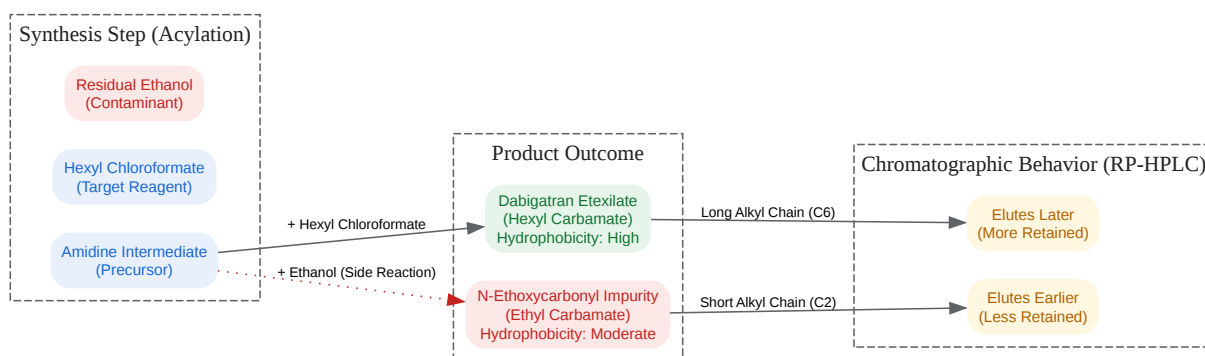 Synthesis Step (Acylation)
Residual Ethanol
(Contaminant)
Hexyl Chloroformate
(Target Reagent)
Amidine Intermediate
(Precursor)
+ Hexyl Chloroformate
+ Ethanol (Side Reaction)
Product Outcome
Dabigatran Etexilate
(Hexyl Carbamate)
Hydrophobicity: High
N-Ethoxycarbonyl Impurity
(Ethyl Carbamate)
Hydrophobicity: Moderate
Long Alkyl Chain (C6)
Short Alkyl Chain (C2)
Chromatographic Behavior (RP-HPLC)
Elutes Later
(More Retained)
Elutes Earlier
(Less Retained)